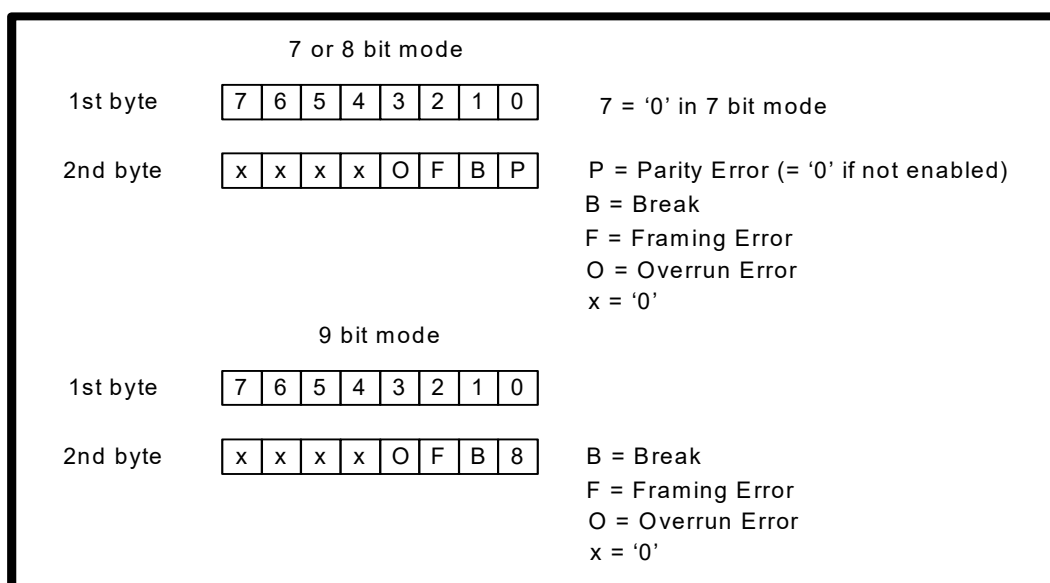 7 or 8 bit mode
1st byte 7 6 5 4 3 2 1 0 7 = ‘0’ in 7 bit mode
2nd byte x x x x O F B P P = Parity Error (= ‘0’ if not enabled)
B = Break
F = Framing Error
O = Overrun Error
x = ‘0’
9 bit mode
1st byte 7 6 5 4 3 2 1 0
2nd byte x x x x O F B 8 B = Break
F = Framing Error
O = Overrun Error
x = ‘0’